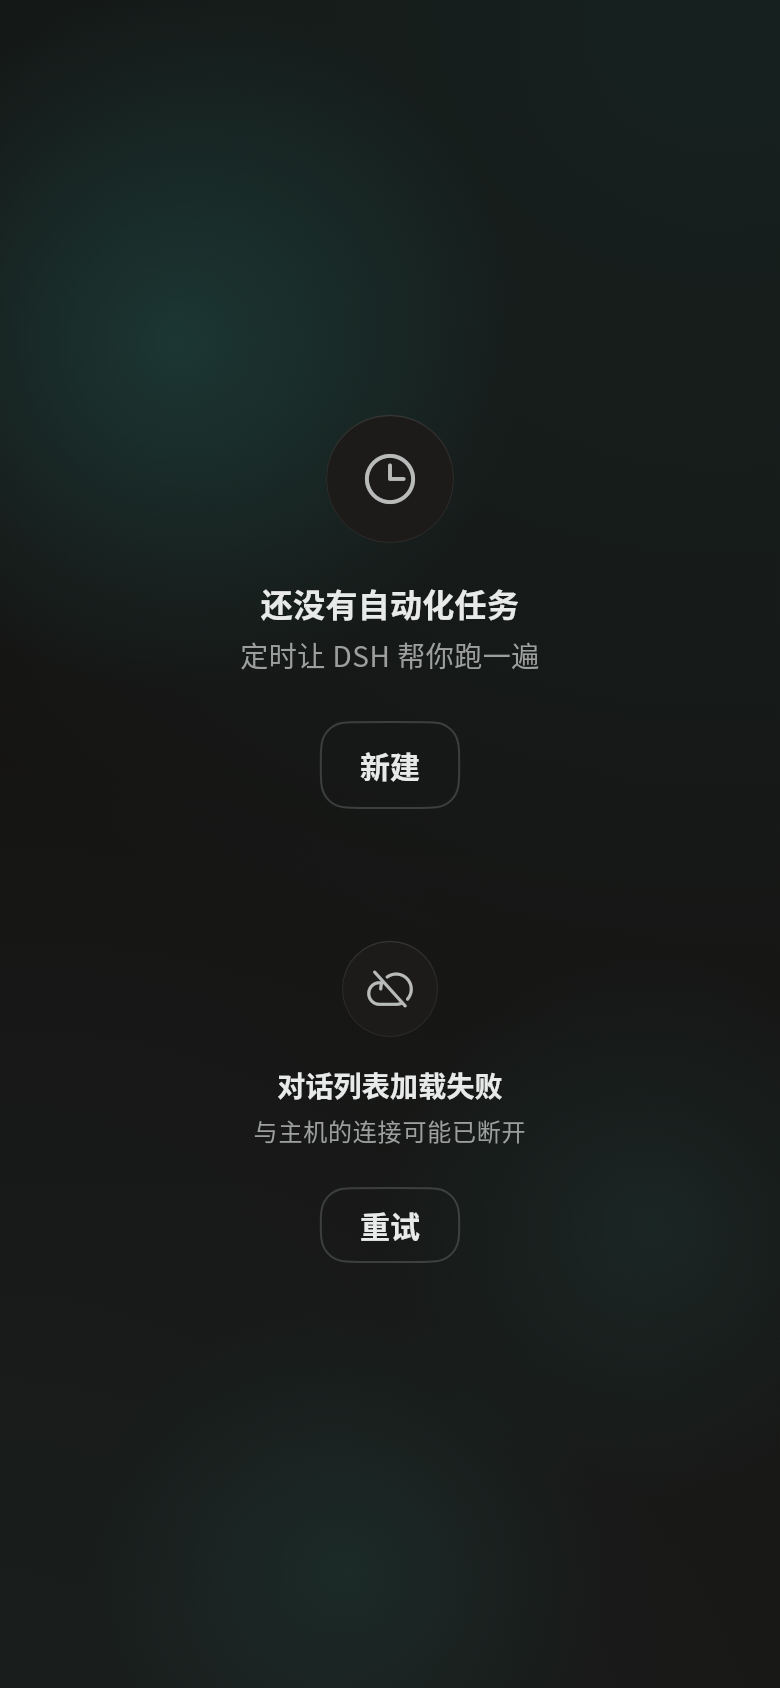 还没有自动化任务
定时让 DSH 帮你跑一遍
新建
对话列表加载失败
与主机的连接可能已断开
重试